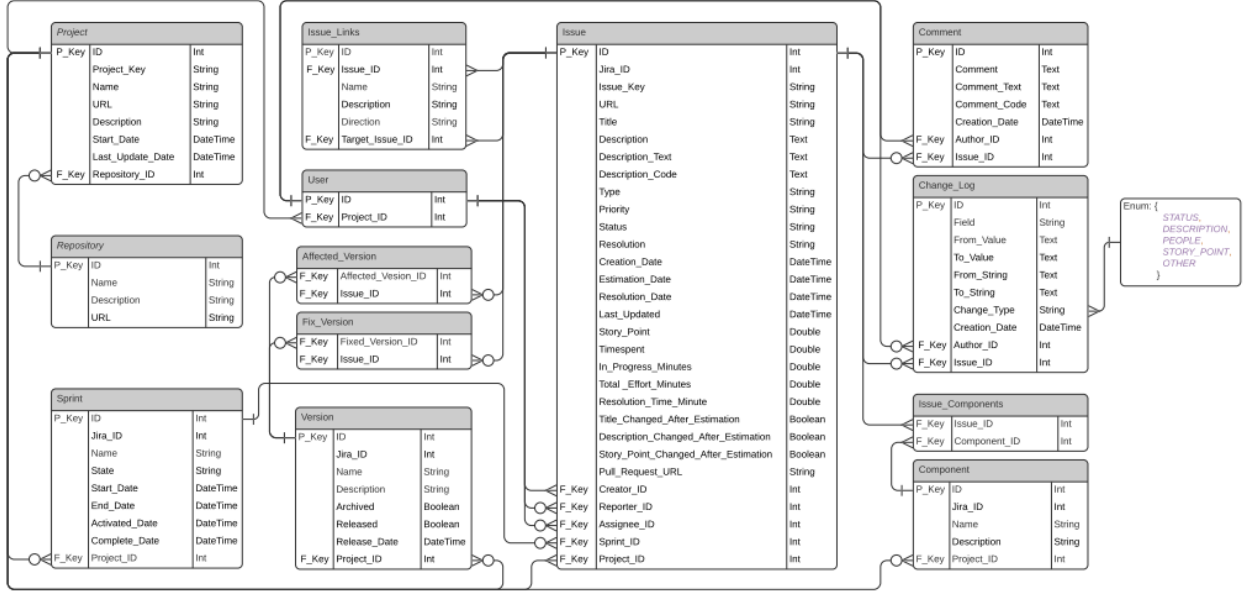 Project
P_Key ID Int
Project_Key String
Name String
URL String
Description String
Start_Date DateTime
Last_Update_Date DateTime
F_Key Repository_ID Int
Repository
P_Key ID Int
Name String
Description String
URL String
Sprint
P_Key ID Int
Jira_ID Int
Name String
State String
Start_Date DateTime
End_Date DateTime
Activated_Date DateTime
Complete_Date DateTime
F_Key Project_ID Int
Issue_Links
P_Key ID Int
F_Key Issue_ID Int
Name String
Description String
Direction String
F_Key Target_Issue_ID Int
User
P_Key ID Int
F_Key Project_ID Int
Affected_Version
F_Key Affected_Vesion_ID Int
F_Key Issue_ID Int
Fix_Version
F_Key Fixed_Version_ID Int
F_Key Issue_ID Int
Version
P_Key ID Int
Jira_ID Int
Name String
Description String
Archived Boolean
Released Boolean
Release_Date DateTime
F_Key Project_ID Int
Issue
P_Key ID Int
Jira_ID Int
Issue_Key String
URL String
Title String
Description Text
Description_Text Text
Description_Code Text
Type String
Priority String
Status String
Resolution String
Creation_Date DateTime
Estimation_Date DateTime
Resolution_Date DateTime
Last_Updated DateTime
Story_Point Double
Timespent Double
In_Progress_Minutes Double
Total _Effort_Minutes Double
Resolution_Time_Minute Double
Title_Changed_After_Estimation Boolean
Description_Changed_After_Estimation Boolean
Story_Point_Changed_After_Estimation Boolean
Pull_Request_URL String
F_Key Creator_ID Int
F_Key Reporter_ID Int
F_Key Assignee_ID Int
F_Key Sprint_ID Int
F_Key Project_ID Int
Comment
P_Key ID Int
Comment Text
Comment_Text Text
Comment_Code Text
Creation_Date DateTime
F_Key Author_ID Int
F_Key Issue_ID Int
Change_Log
P_Key ID Int
Field String
From_Value Text
To_Value Text
From_String Text
To_String Text
Change_Type String
Creation_Date DateTime
F_Key Author_ID Int
F_Key Issue_ID Int
Issue_Components
F_Key Issue_ID Int
F_Key Component_ID Int
Component
P_Key ID Int
Jira_ID Int
Name String
Description String
F_Key Project_ID Int
Enum: {
STATUS,
DESCRIPTION,
PEOPLE,
STORY_POINT,
OTHER
}